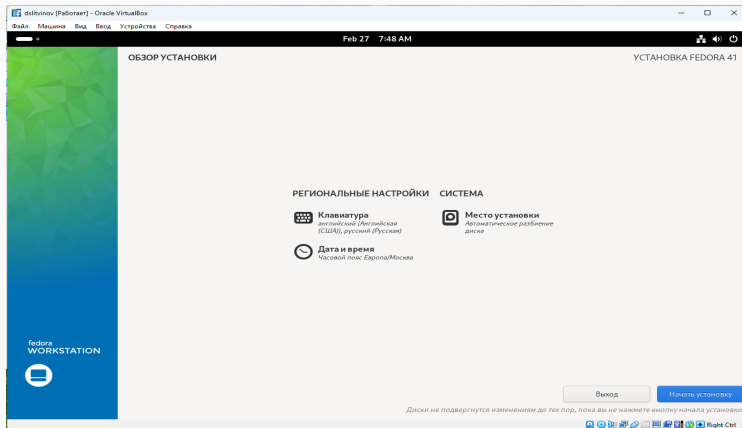 dslitvinov [Работает] - Oracle VirtualBox
Файл Машина Вид Ввод Устройства Справка
Feb 27 7:48 AM
ОБЗОР УСТАНОВКИ
УСТАНОВКА FEDORA 41
РЕГИОНАЛЬНЫЕ НАСТРОЙКИ
СИСТЕМА
Клавиатура
английский (Английская
(США)), русский (Русская)
Место установки
Автоматическое разбиение
диска
Дата и время
Часовой пояс Европа/Москва
fedora
WORKSTATION
Выход
Начать установку
Диски не подвергнутся изменениям до тех пор, пока вы не нажмете кнопку начала установки
Right Ctrl